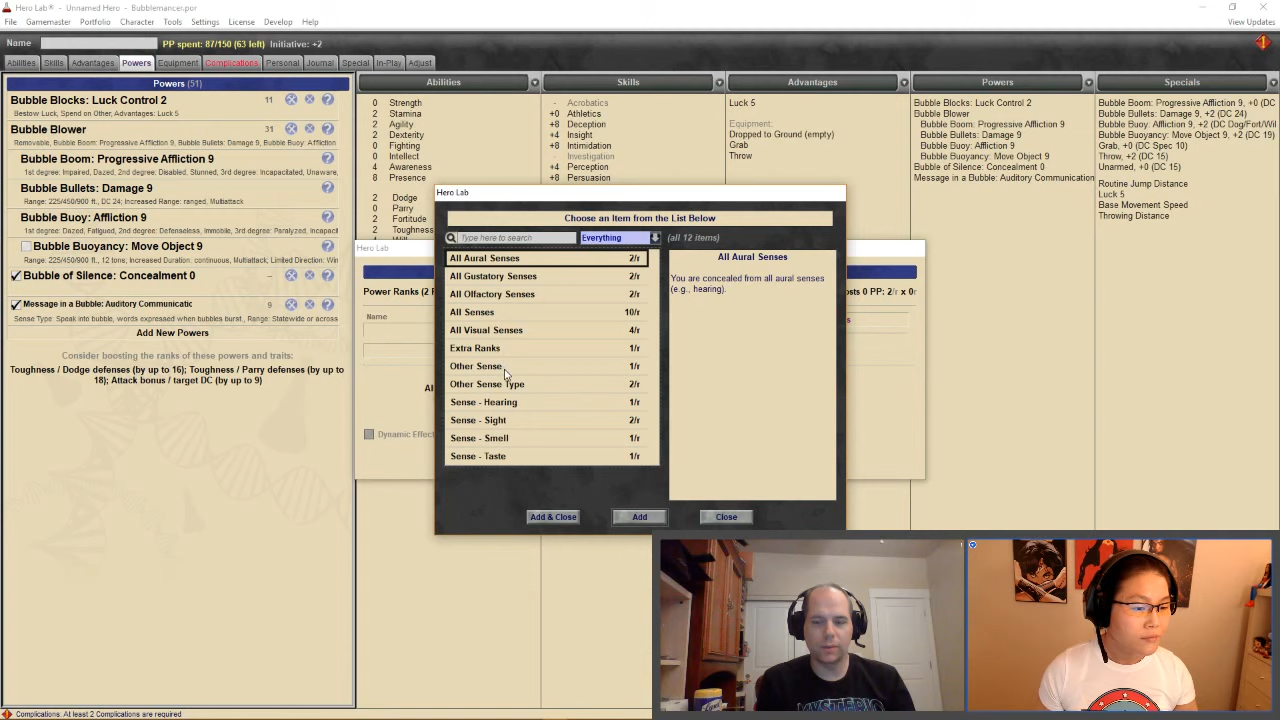 Hero Lab® - Unnamed Hero - Bubblemancer.por
File Gamemaster Portfolio Character Tools Settings License Develop Help
View Updates
Name PP spent: 87/150 (63 left) Initiative: +2
Abilities Skills Advantages Powers Equipment Complications Personal Journal Special In-Play Adjust
Powers (51)
Bubble Blocks: Luck Control 2 11
Bestow Luck, Spend on Other, Advantages: Luck 5
Bubble Blower 31
Removable, Bubble Boom: Progressive Affliction 9, Bubble Bullets: Damage 9, Bubble Buoy: Affliction
Bubble Boom: Progressive Affliction 9
1st degree: Impaired, Dazed, 2nd degree: Disabled, Stunned, 3rd degree: Incapacitated, Unaware,
Bubble Bullets: Damage 9
Range: 225/450/900 ft., DC 24; Increased Range: ranged, Multiattack
Bubble Buoy: Affliction 9
1st degree: Dazed, Fatigued, 2nd degree: Defenseless, Immobile, 3rd degree: Paralyzed, Incapacit
Bubble Buoyancy: Move Object 9
Range: 225/450/900 ft., 12 tons; Increased Duration: continuous, Multiattack, Limited Direction: Win
Bubble of Silence: Concealment 0 --
Message in a Bubble: Auditory Communicatic 9
Sense Type: Speak into bubble, words expressed when bubbles burst., Range: Statewide or across
Add New Powers
Consider boosting the ranks of these powers and traits:
Toughness / Dodge defenses (by up to 16); Toughness / Parry defenses (by up to
18); Attack bonus / target DC (by up to 9)
Abilities
0 Strength
2 Stamina
2 Agility
2 Dexterity
0 Fighting
0 Intellect
4 Awareness
8 Presence
2 Dodge
0 Parry
2 Fortitude
2 Toughness
Skills
- Acrobatics
+0 Athletics
+8 Deception
+4 Insight
+8 Intimidation
- Investigation
+4 Perception
+8 Persuasion
Advantages
Luck 5
Equipment:
Dropped to Ground (empty)
Grab
Throw
Powers
Bubble Blocks: Luck Control 2
Bubble Blower
Bubble Boom: Progressive Affliction 9
Bubble Bullets: Damage 9
Bubble Buoy: Affliction 9
Bubble Buoyancy: Move Object 9
Bubble of Silence: Concealment 0
Message in a Bubble: Auditory Communication
Specials
Bubble Boom: Progressive Affliction 9, +0 (DC
Bubble Bullets: Damage 9, +2 (DC 24)
Bubble Buoy: Affliction 9, +2 (DC Dog/Fort/Wil
Bubble Buoyancy: Move Object 9, +2 (DC 19)
Grab, +0 (DC Spec 10)
Throw, +2 (DC 15)
Unarmed, +0 (DC 15)
Routine Jump Distance
Luck 5
Base Movement Speed
Throwing Distance
Hero Lab
Power Ranks (2
Name
Dynamic Effect
osts 0 PP: 2/r x 0r
Hero Lab
Choose an Item from the List Below
Type here to search Everything (all 12 items)
All Aural Senses 2/r
All Gustatory Senses 2/r
All Olfactory Senses 2/r
All Senses 10/r
All Visual Senses 4/r
Extra Ranks 1/r
Other Sense 1/r
Other Sense Type 2/r
Sense - Hearing 1/r
Sense - Sight 2/r
Sense - Smell 1/r
Sense - Taste 1/r
All Aural Senses
You are concealed from all aural senses
(e.g., hearing).
Add & Close Add Close
Complications: At least 2 Complications are required